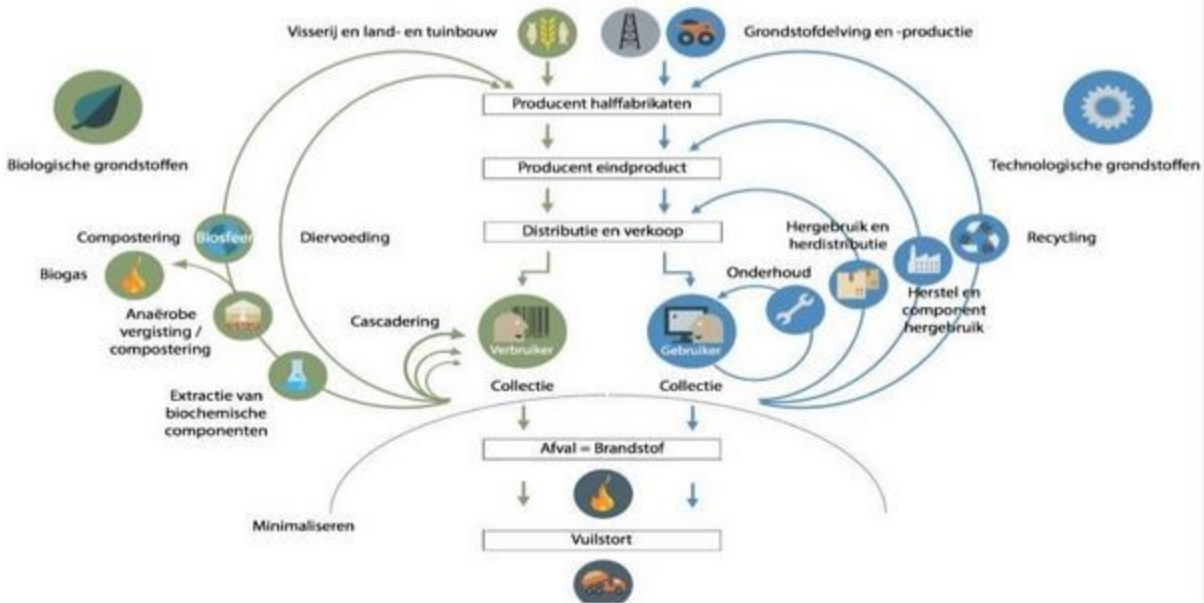 Visserij en land- en tuinbouw
Grondstofdelving en -productie
Producent halffabrikaten
Biologische grondstoffen
Technologische grondstoffen
Producent eindproduct
Distributie en verkoop
Compostering
Biosfeer
Diervoeding
Hergebruik en
herdistributie
Recycling
Biogas
Onderhoud
Anaërobe
vergisting /
compostering
Herstel en
component
hergebruik
Cascadering
Verbruiker
Gebruiker
Collectie
Collectie
Extractie van
biochemische
componenten
Afval = Brandstof
Minimaliseren
Vuilstort